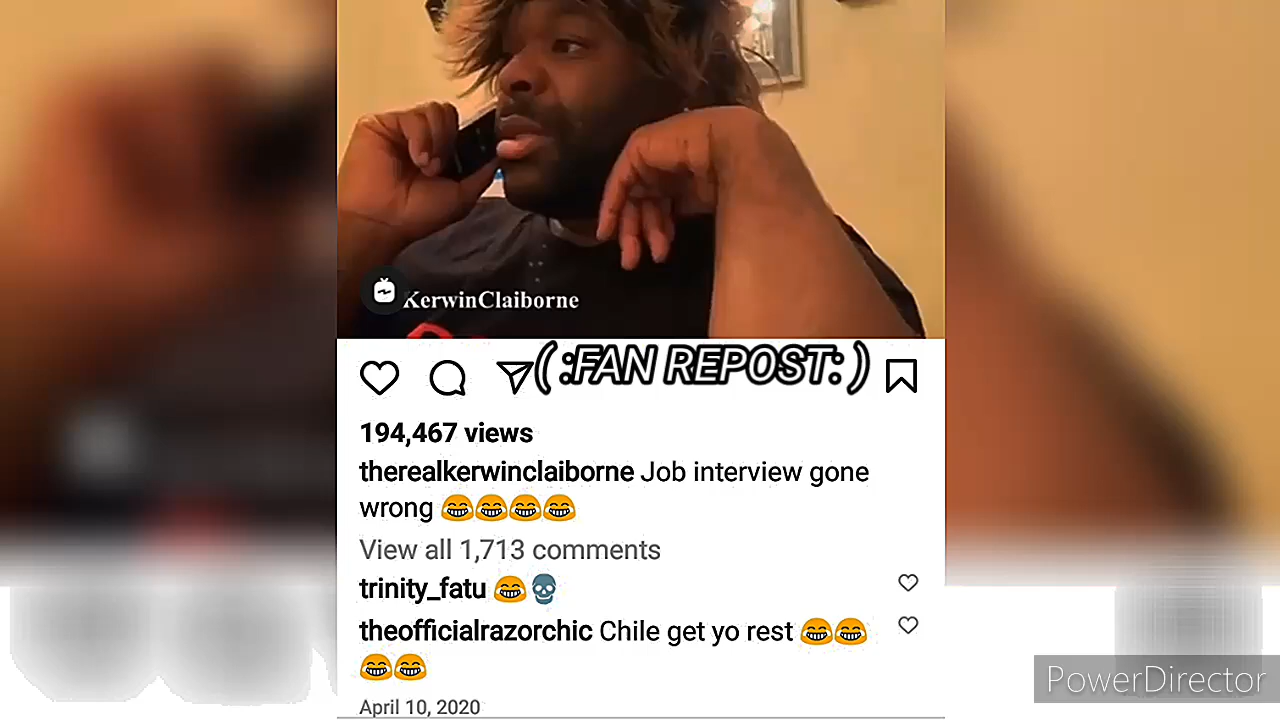 KerwinClaiborne
( :FAN REPOST: )
194,467 views
therealkerwinclaiborne Job interview gone
wrong 😂😂😂😂
View all 1,713 comments
trinity_fatu 😂💀
theofficialrazorchic Chile get yo rest 😂😂
😂😂
April 10, 2020
PowerDirector